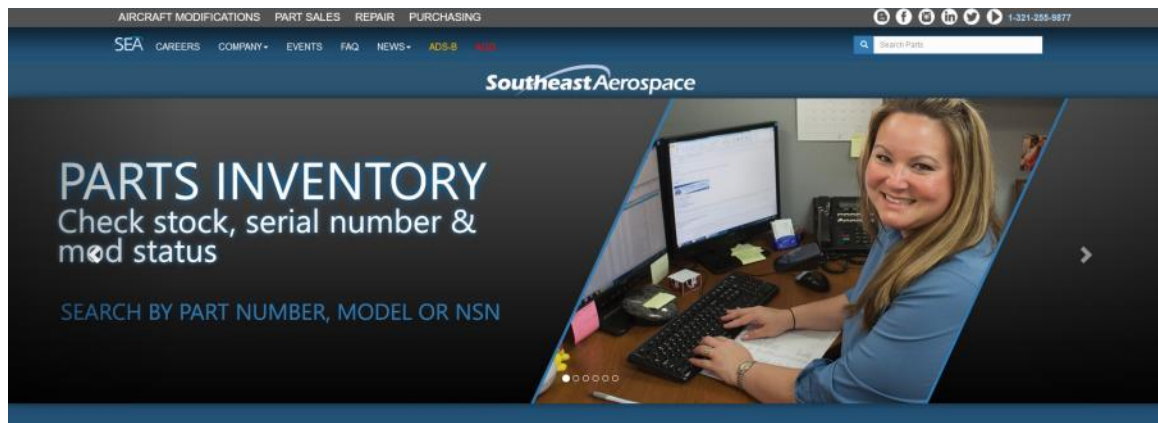 AIRCRAFT MODIFICATIONS PART SALES REPAIR PURCHASING
1-321-255-9877
SEA CAREERS COMPANY EVENTS FAQ NEWS ADS-B
Search Parts
Southeast Aerospace
PARTS INVENTORY
Check stock, serial number &
mod status
SEARCH BY PART NUMBER, MODEL OR NSN